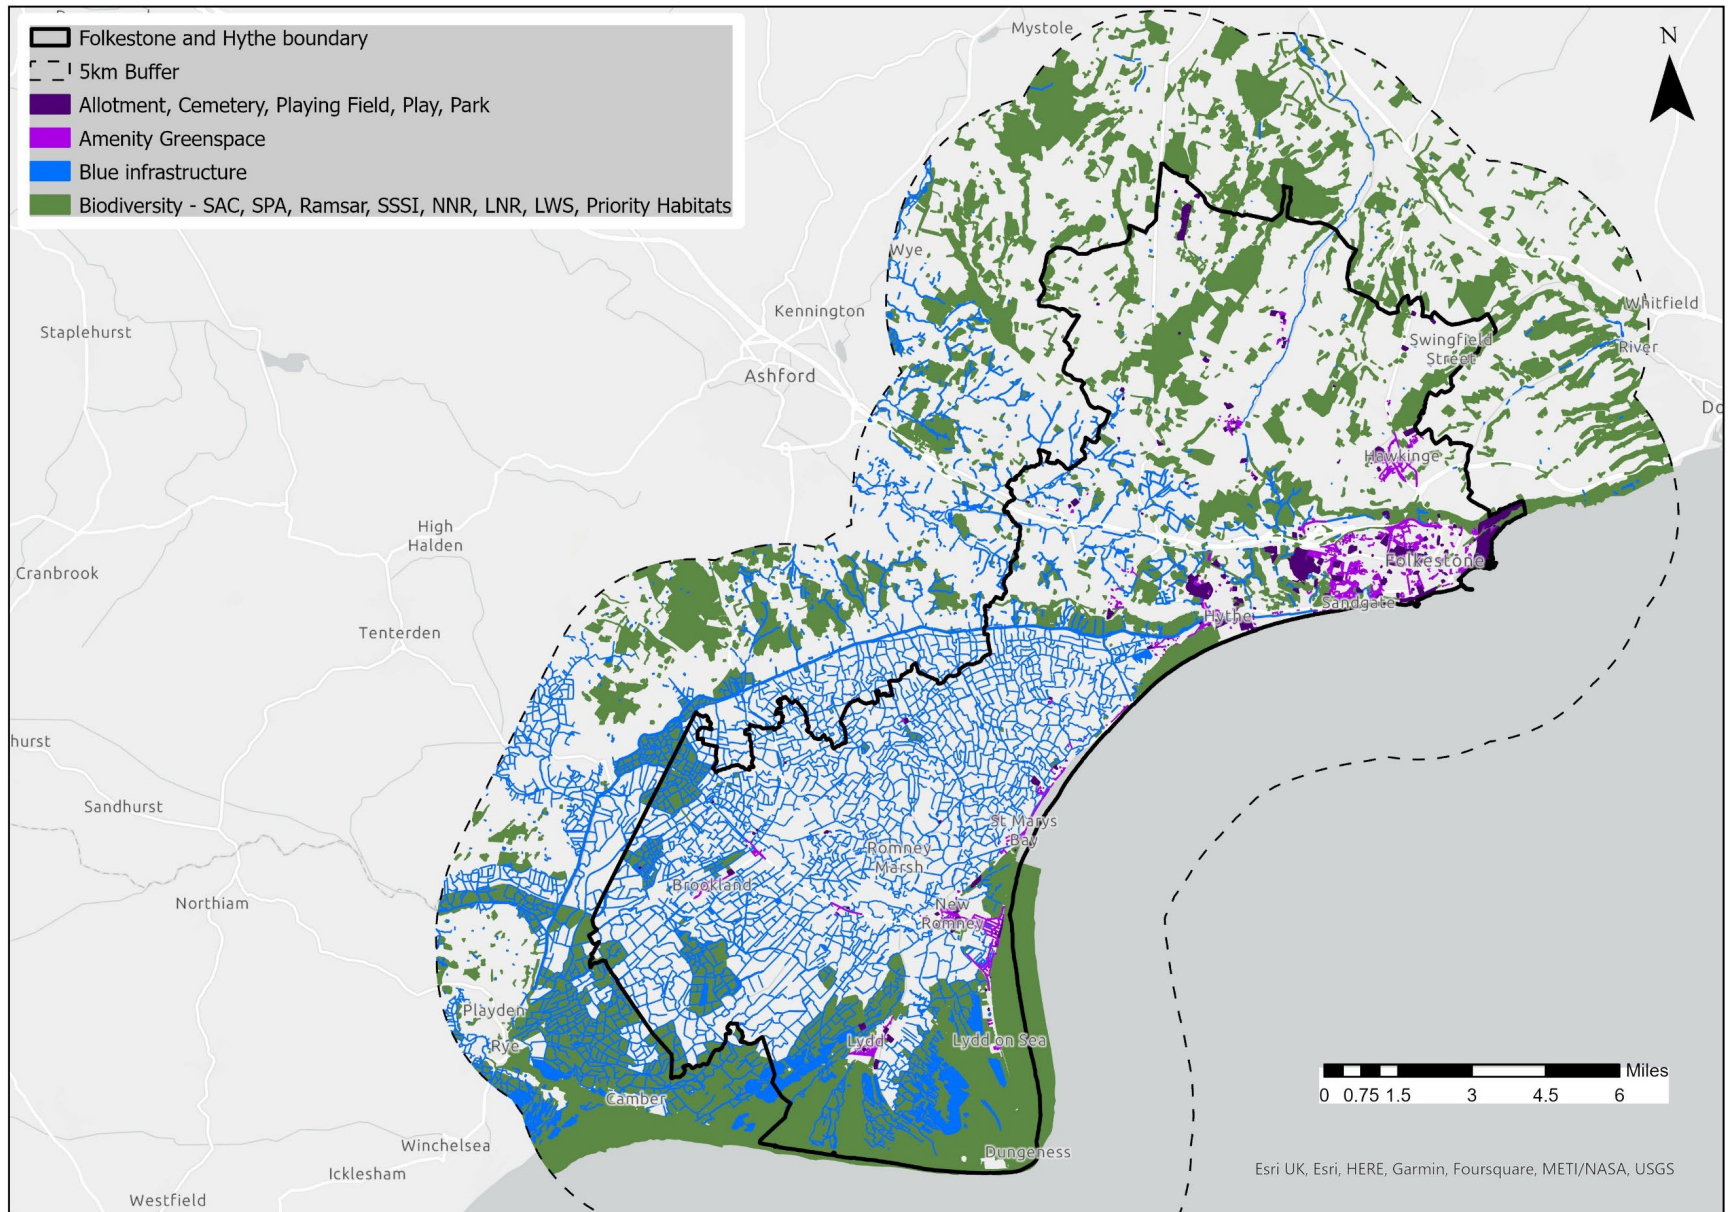 Mystole
N
Folkestone and Hythe boundary
5km Buffer
Allotment, Cemetery, Playing Field, Play, Park
Amenity Greenspace
Blue infrastructure
Biodiversity - SAC, SPA, Ramsar, SSSI, NNR, LNR, LWS, Priority Habitats
Wye
Whitfield
Kennington
Staplehurst
Swingfield
Street
River
Ashford
Do
Hawkinge
High
Halden
Folkestone
Cranbrook
Sandgate
Hythe
Tenterden
hurst
Sandhurst
St Marys
Bay
Romney
Marsh
Brookland
Northiam
New
Romney
Playden
Rye
Lydd
Lydd on Sea
Miles
0 0.75 1.5 3 4.5 6
Camber
Winchelsea
Dungeness
Icklesham
Esri UK, Esri, HERE, Garmin, Foursquare, METI/NASA, USGS
Westfield